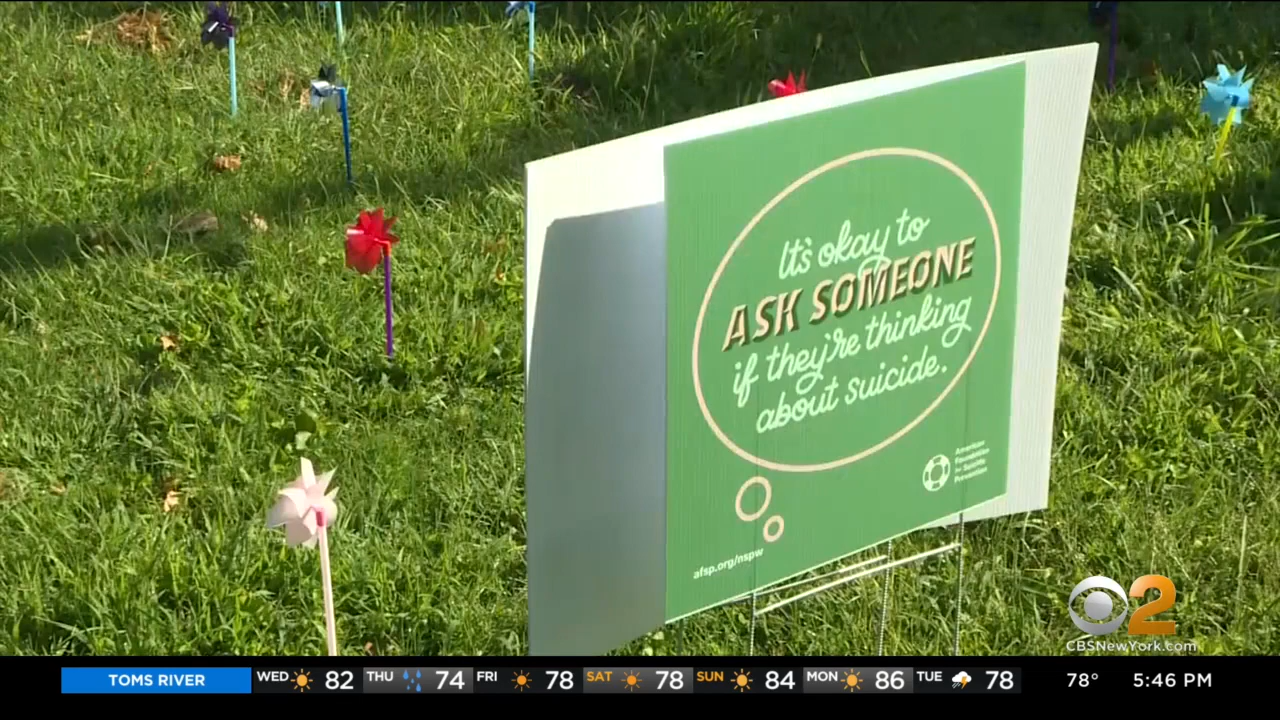 It's okay to
ASK SOMEONE
if they're thinking
about suicide.
American
Foundation
for Suicide
Prevention
afsp.org/nspw
2
CBSNewYork.com
TOMS RIVER WED 82 THU 74 FRI 78 SAT 78 SUN 84 MON 86 TUE 78 78° 5:46 PM